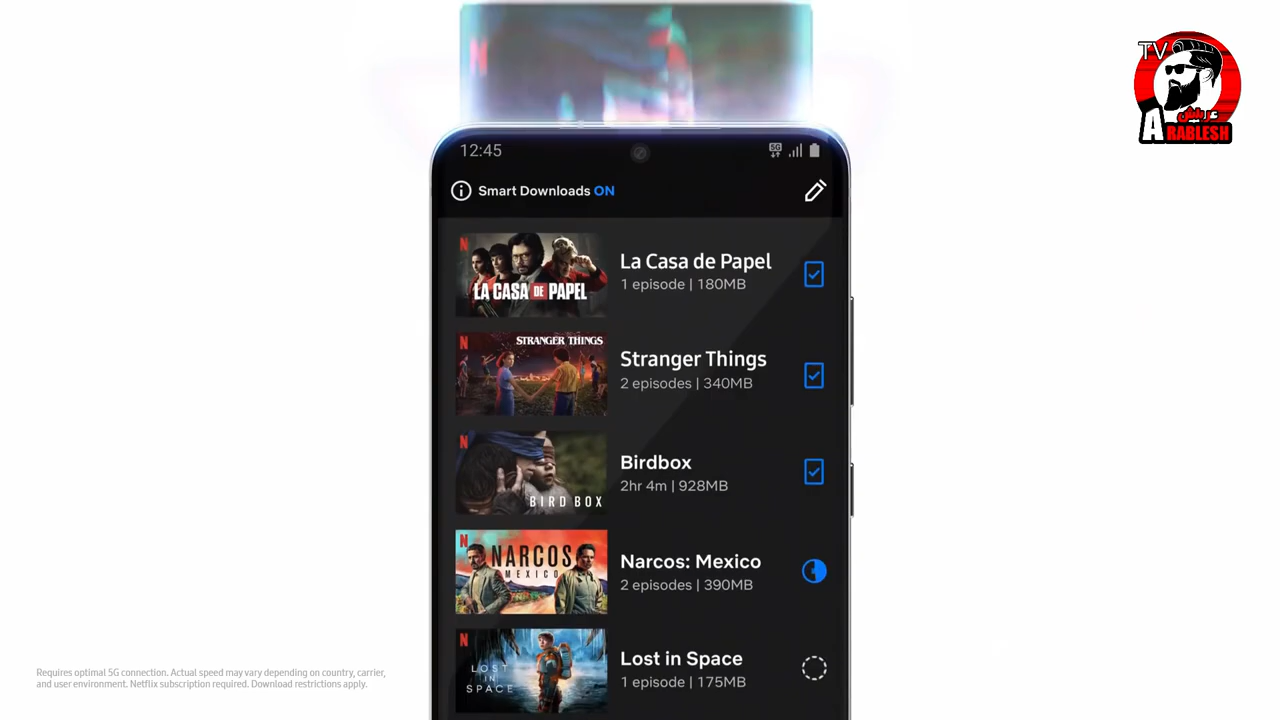 TV
عربليش
ARABLESH
12:45
5G
Smart Downloads ON
N
LA CASA DE PAPEL
La Casa de Papel
1 episode | 180MB
N
STRANGER THINGS
Stranger Things
2 episodes | 340MB
N
BIRD BOX
Birdbox
2hr 4m | 928MB
N
NARCOS
MEXICO
Narcos: Mexico
2 episodes | 390MB
N
LOST
IN
SPACE
Lost in Space
1 episode | 175MB
Requires optimal 5G connection. Actual speed may vary depending on country, carrier,
and user environment. Netflix subscription required. Download restrictions apply.